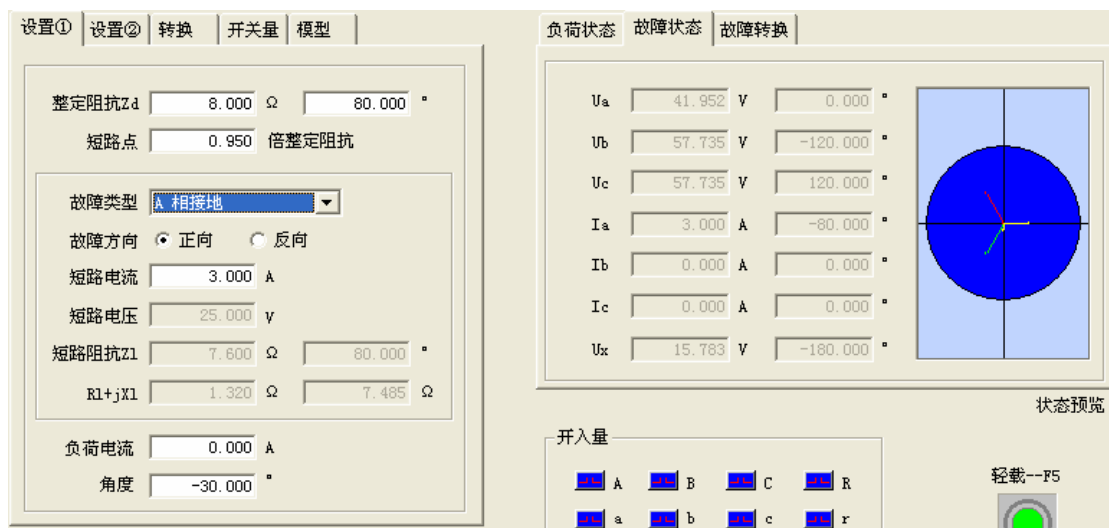 设置① 设置② 转换 开关量 模型
整定阻抗Zd 8.000 Ω 80.000 °
短路点 0.950 倍整定阻抗
故障类型 A 相接地
故障方向 正向 反向
短路电流 3.000 A
短路电压 25.000 V
短路阻抗Z1 7.600 Ω 80.000 °
R1+jX1 1.320 Ω 7.485 Ω
负荷电流 0.000 A
角度 -30.000 °
负荷状态 故障状态 故障转换
Ua 41.952 V 0.000 °
Ub 57.735 V -120.000 °
Uc 57.735 V 120.000 °
Ia 3.000 A -80.000 °
Ib 0.000 A 0.000 °
Ic 0.000 A 0.000 °
Ux 15.783 V -180.000 °
状态预览
开入量
A B C R
a b c r
轻载--F5